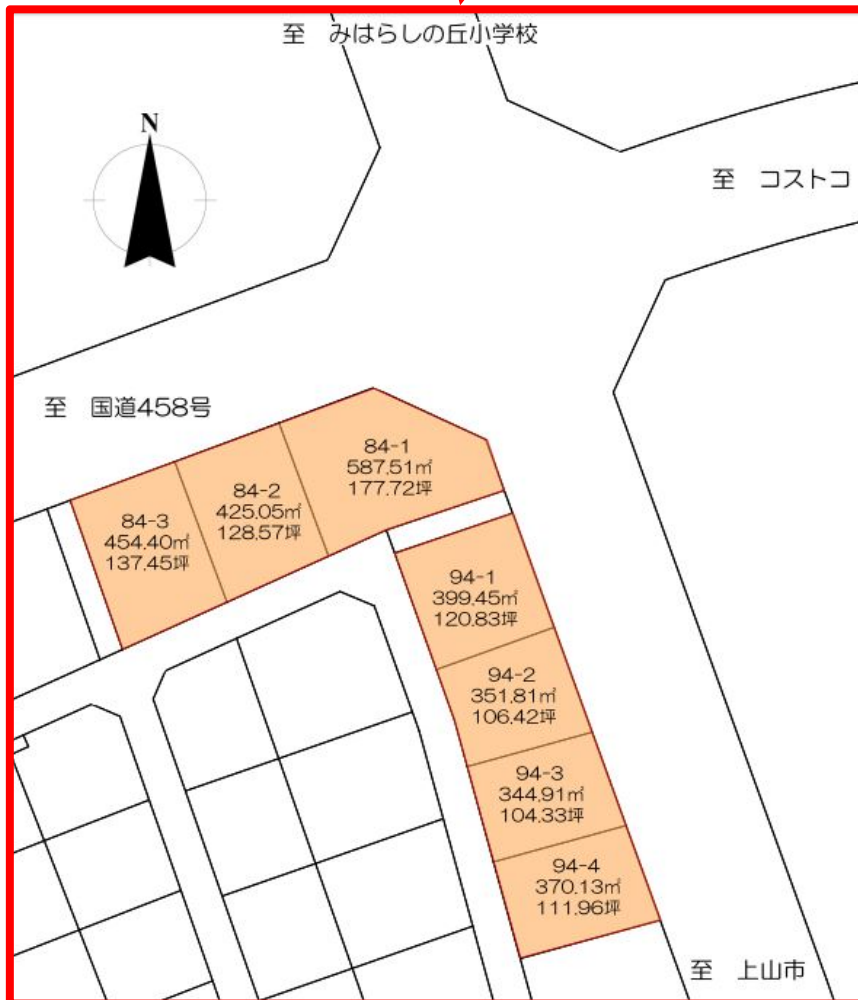 至 みはらしの丘小学校
N
至 コストコ
至 国道458号
84-1
587.51㎡
177.72坪
84-2
425.05㎡
128.57坪
84-3
454.40㎡
137.45坪
94-1
399.45㎡
120.83坪
94-2
351.81㎡
106.42坪
94-3
344.91㎡
104.33坪
94-4
370.13㎡
111.96坪
至 上山市